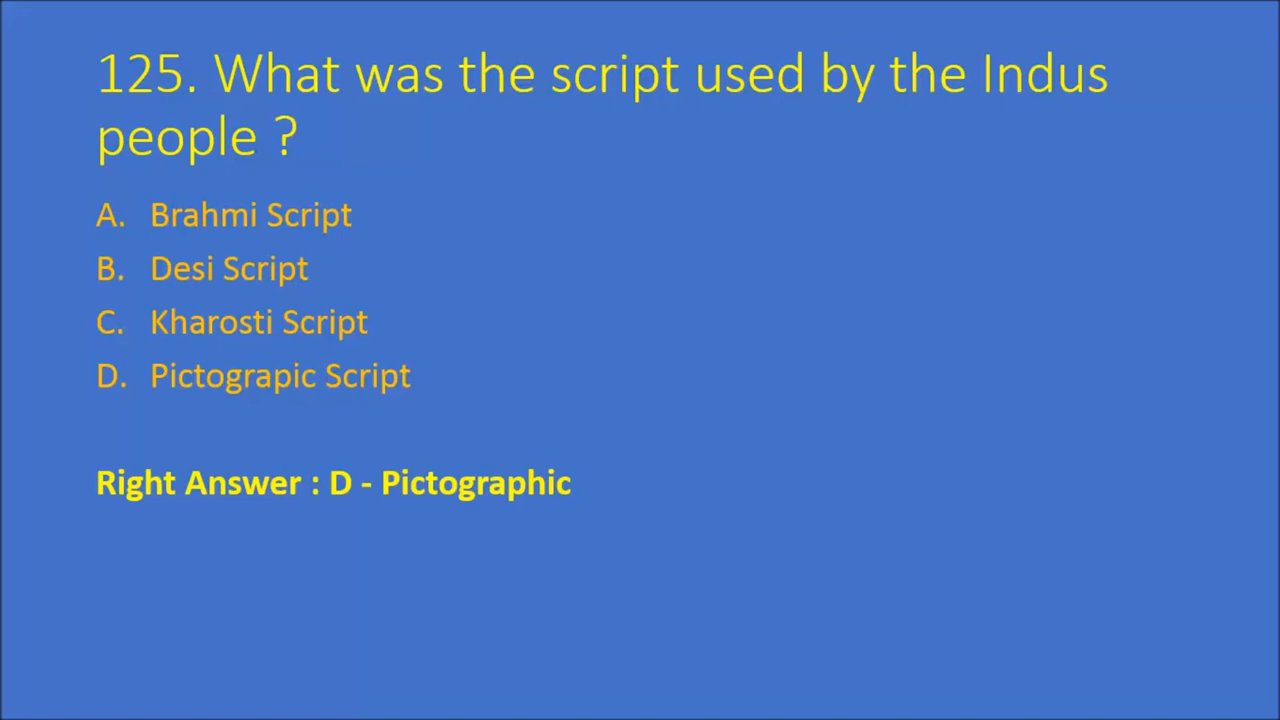 125. What was the script used by the Indus
people ?
A. Brahmi Script
B. Desi Script
C. Kharosti Script
D. Pictograpic Script
Right Answer : D - Pictographic